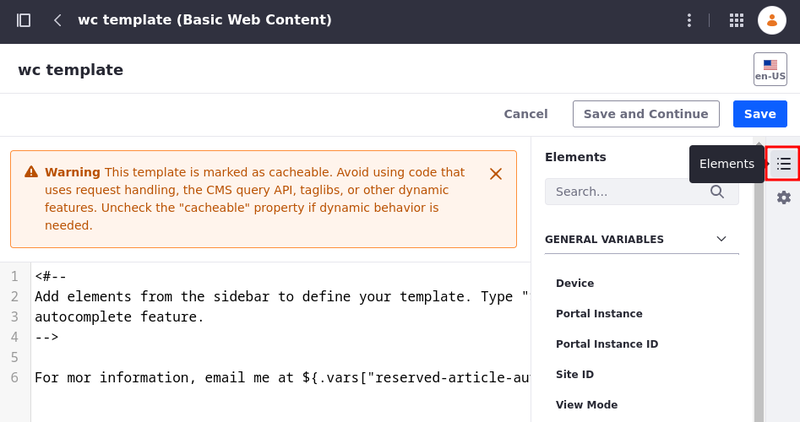 wc template (Basic Web Content)
wc template
en-US
Cancel
Save and Continue
Save
Warning This template is marked as cacheable. Avoid using code that
uses request handling, the CMS query API, taglibs, or other dynamic
features. Uncheck the "cacheable" property if dynamic behavior is
needed.
1 <#--
2 Add elements from the sidebar to define your template. Type "
3 autocomplete feature.
4 -->
5
6 For mor information, email me at ${.vars["reserved-article-au
Elements
Elements
Search...
GENERAL VARIABLES
Device
Portal Instance
Portal Instance ID
Site ID
View Mode